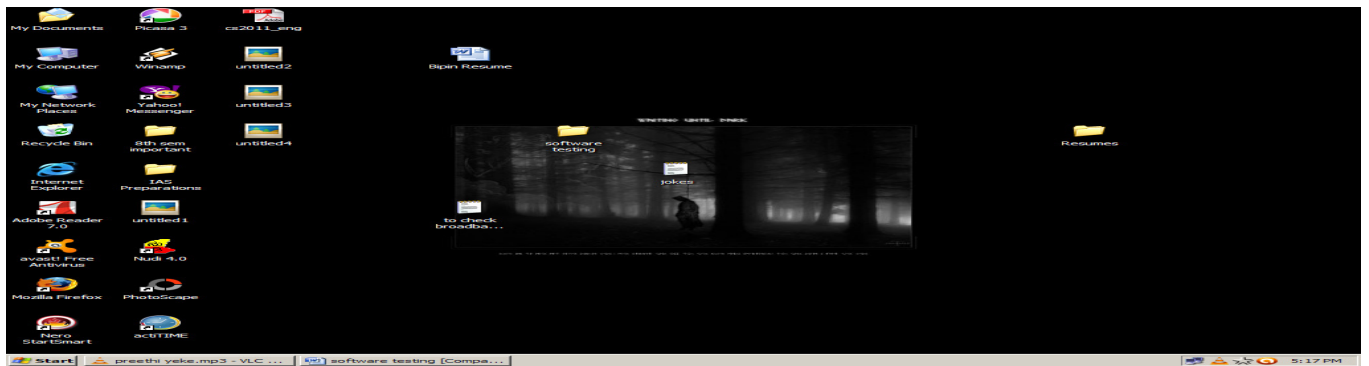 My Documents
Picasa 3
cs2011_eng
My Computer
Winamp
untitled2
Bipin Resume
My Network
Places
Yahoo!
Messenger
untitled3
Recycle Bin
8th sem
important
untitled4
software
testing
Resumes
Internet
Explorer
IAS
Preparations
jokes
Adobe Reader
7.0
untitled1
to check
broadba...
avast! Free
Antivirus
Nudi 4.0
Mozilla Firefox
PhotoScape
Nero
StartSmart
actiTIME
Start
preethi yeke.mp3 - VLC ...
software testing [Compa...
5:17 PM